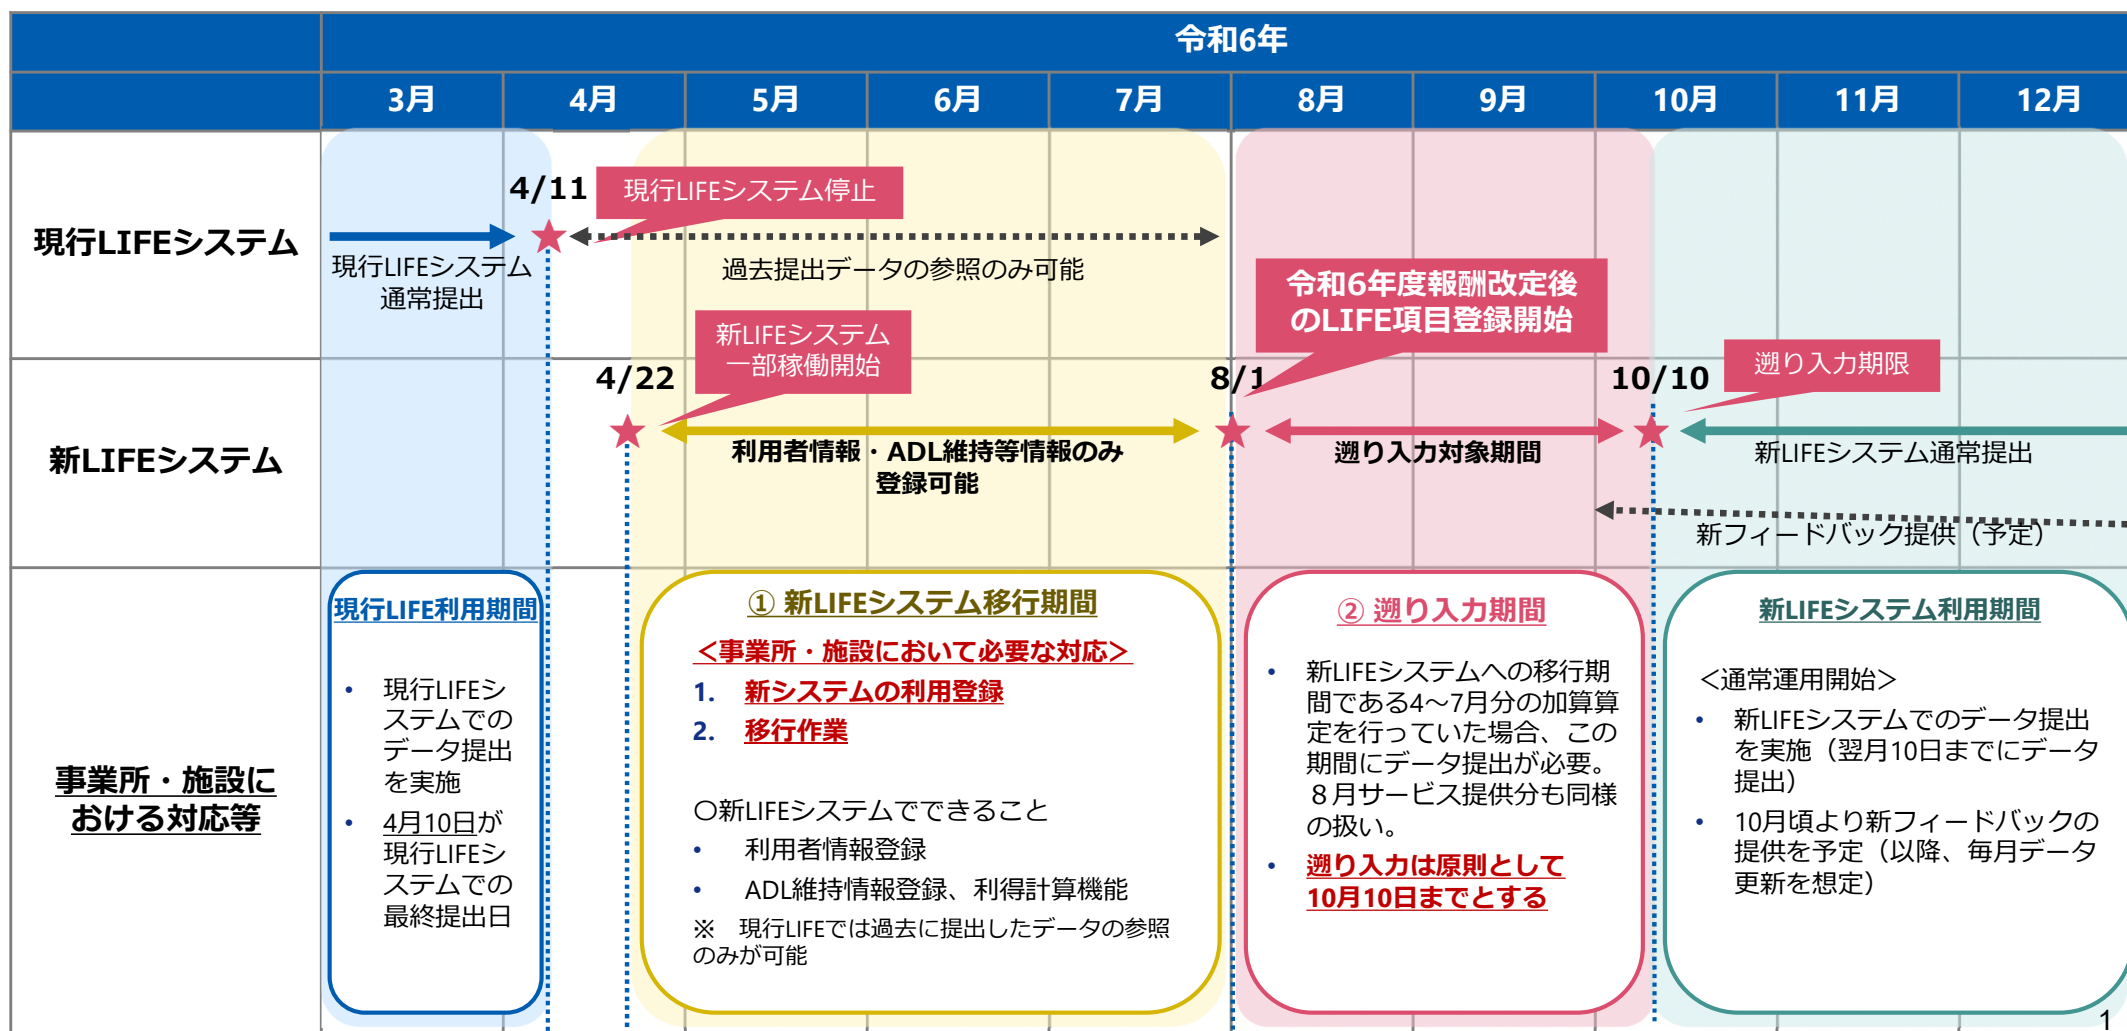 令和6年
3月
4月
5月
6月
7月
8月
9月
10月
11月
12月
現行LIFEシステム
4/11
現行LIFEシステム停止
現行LIFEシステム
通常提出
過去提出データの参照のみ可能
新LIFEシステム
4/22
新LIFEシステム
一部稼働開始
利用者情報・ADL維持等情報のみ
登録可能
8/1
令和6年度報酬改定後
のLIFE項目登録開始
遡り入力対象期間
10/10
遡り入力期限
新LIFEシステム通常提出
新フィードバック提供（予定）
事業所・施設に
おける対応等
現行LIFE利用期間
• 現行LIFEシ
ステムでの
データ提出
を実施
• 4月10日が
現行LIFEシ
ステムでの
最終提出日
① 新LIFEシステム移行期間
＜事業所・施設において必要な対応＞
1. 新システムの利用登録
2. 移行作業
〇新LIFEシステムでできること
• 利用者情報登録
• ADL維持情報登録、利得計算機能
※　現行LIFEでは過去に提出したデータの参照
のみが可能
② 遡り入力期間
• 新LIFEシステムへの移行期
間である4～7月分の加算算
定を行っていた場合、この
期間にデータ提出が必要。
８月サービス提供分も同様
の扱い。
• 遡り入力は原則として
10月10日までとする
新LIFEシステム利用期間
＜通常運用開始＞
• 新LIFEシステムでのデータ提出
を実施（翌月10日までにデータ
提出）
• 10月頃より新フィードバックの
提供を予定（以降、毎月データ
更新を想定）
1